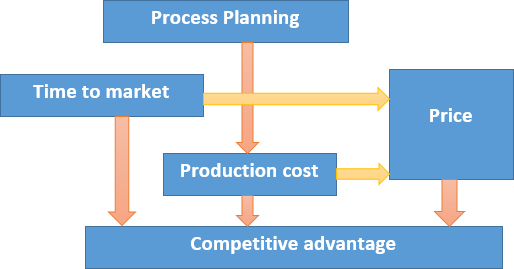 Process Planning
Time to market
Price
Production cost
Competitive advantage